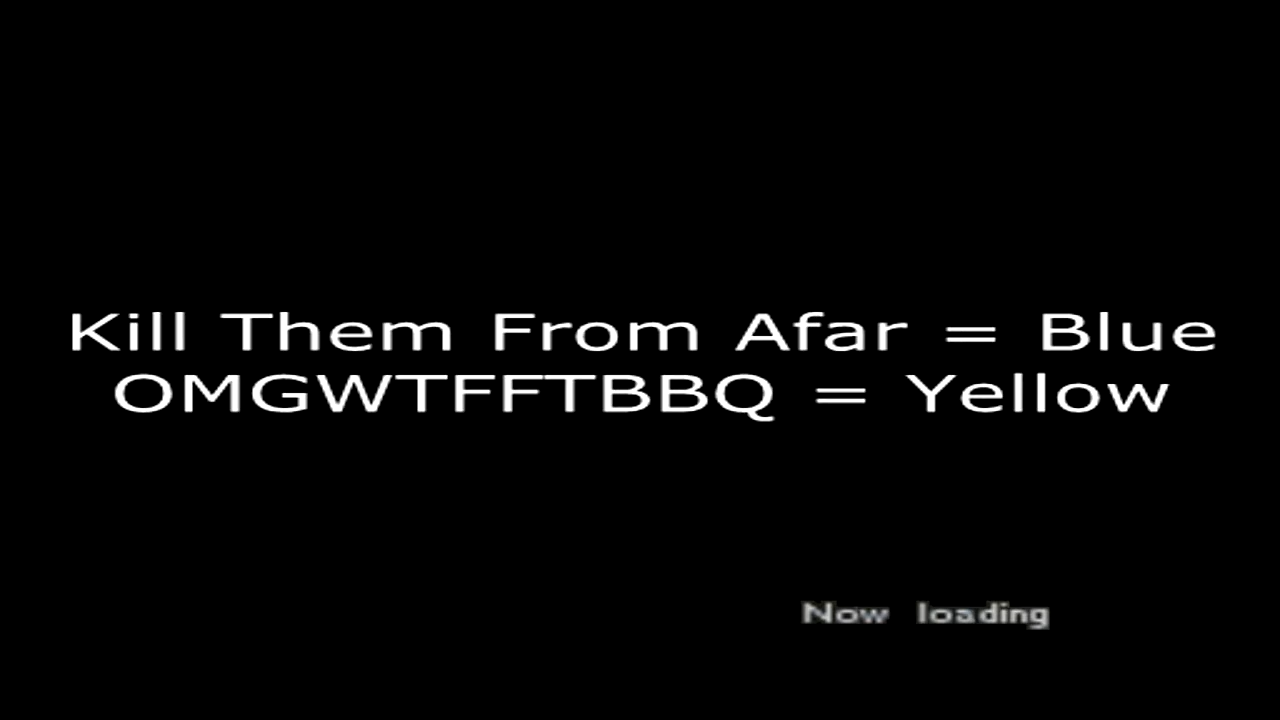 Kill Them From Afar = Blue
OMGWTFFTBBQ = Yellow
Now loading